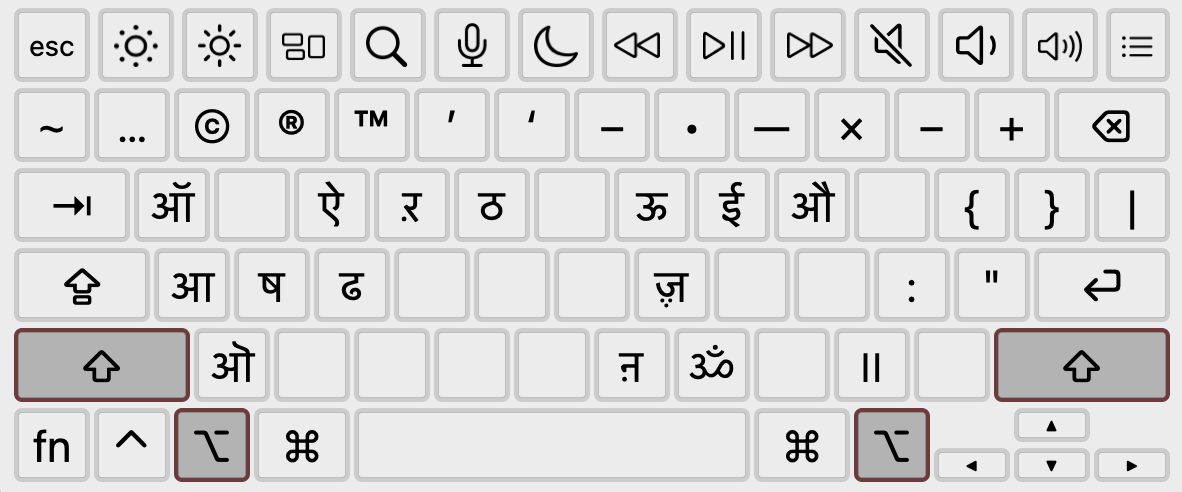 esc
~ … © ® ™ ’ ‘ – • — × − +
ऑ ऐ ऱ ठ ऊ ई औ { } |
आ ष ढ ज़़ : "
ऒ ऩ ॐ ॥
fn ^ ⌥ ⌘ ⌘ ⌥